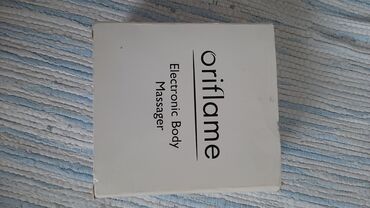 oriflame
Electronic Body
Massager